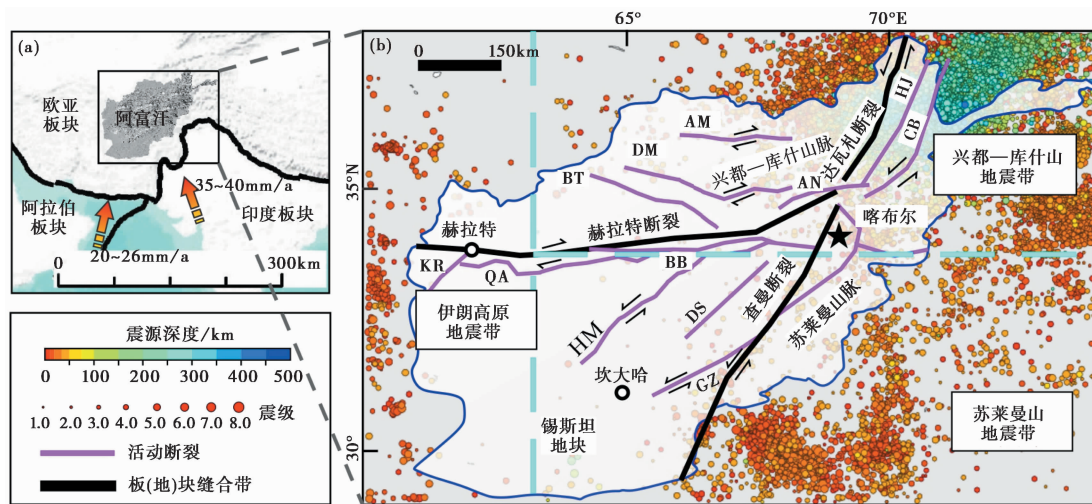 (a)
欧亚
板块
阿富汗
35~40mm/a
阿拉伯
板块
印度板块
20~26mm/a
0
300km
震源深度/km
0
100
200
300
400
500
1.0
2.0
3.0
4.0
5.0
6.0
7.0
8.0
震级
活动断裂
板(地)块缝合带
65°
70°E
(b)
0
150km
35°N
30°
AM
DM
BT
兴都—库什山脉
AN
达瓦札断裂
HJ
CB
兴都—库什山
地震带
喀布尔
赫拉特
赫拉特断裂
KR
QA
BB
伊朗高原
地震带
HM
DS
查曼断裂
苏莱曼山脉
GZ
坎大哈
锡斯坦
地块
苏莱曼山
地震带